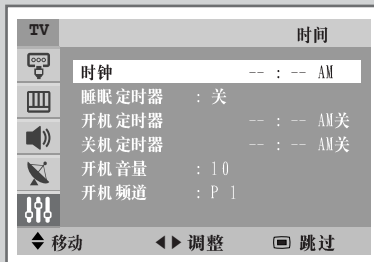 TV 时间
时钟 -- : -- AM
睡眠定时器 : 关
开机定时器 -- : -- AM关
关机定时器 -- : -- AM关
开机音量 : 10
开机频道 : P 1
移动 调整 跳过